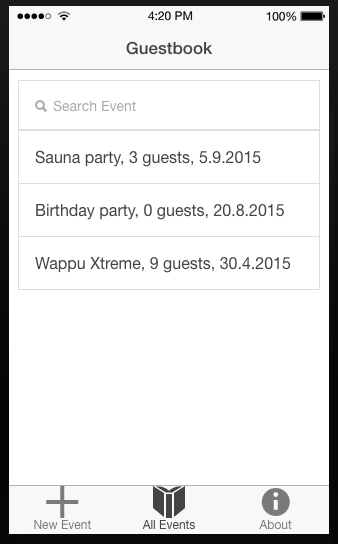 4:20 PM 100%
Guestbook
Search Event
Sauna party, 3 guests, 5.9.2015
Birthday party, 0 guests, 20.8.2015
Wappu Xtreme, 9 guests, 30.4.2015
New Event All Events About